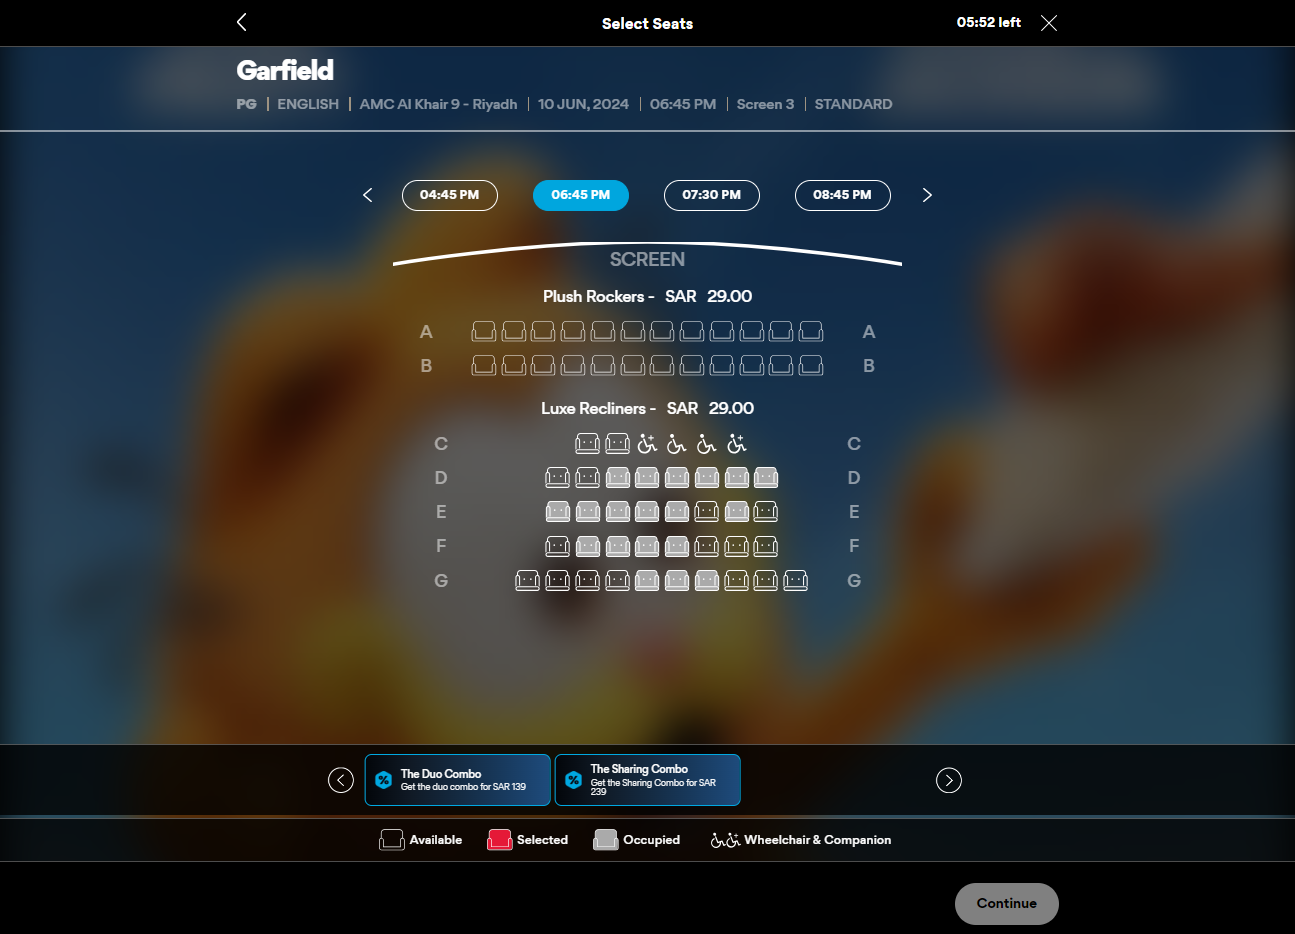 Select Seats
05:52 left
Garfield
PG | ENGLISH | AMC Al Khair 9 - Riyadh | 10 JUN, 2024 | 06:45 PM | Screen 3 | STANDARD
04:45 PM 06:45 PM 07:30 PM 08:45 PM
SCREEN
Plush Rockers - SAR 29.00
A A
B B
Luxe Recliners - SAR 29.00
C C
D D
E E
F F
G G
The Duo Combo
Get the duo combo for SAR 139
The Sharing Combo
Get the Sharing Combo for SAR
239
Available Selected Occupied Wheelchair & Companion
Continue